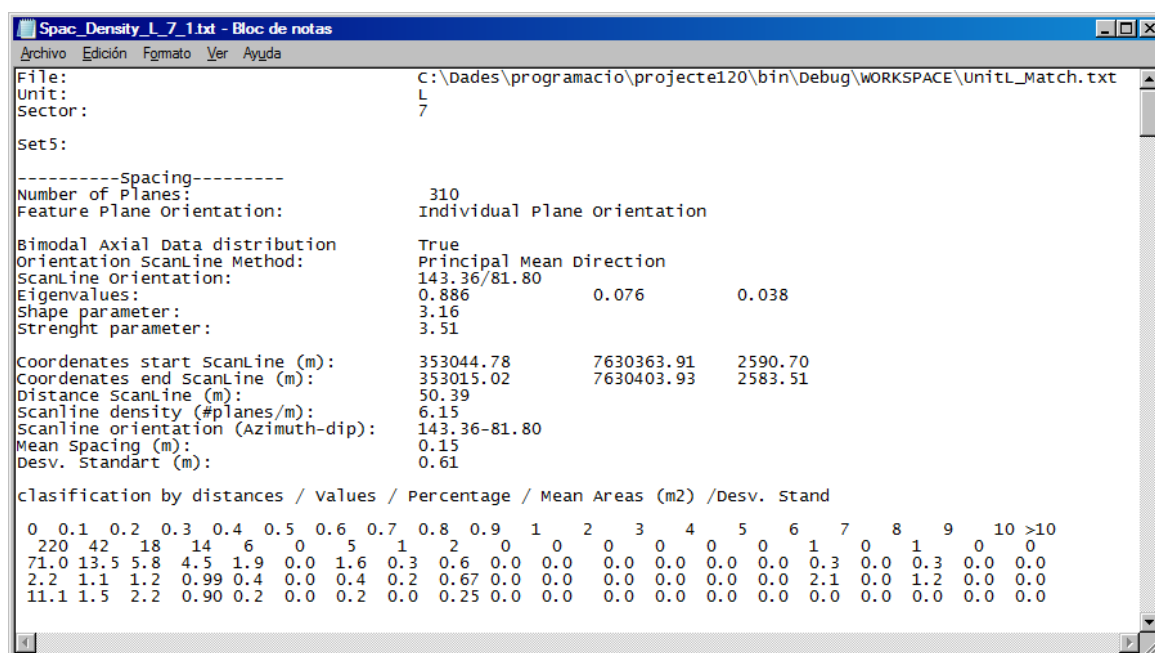 Spac_Density_L_7_1.txt - Bloc de notas
Archivo Edición Formato Ver Ayuda
File: C:\Dades\programacio\projecte120\bin\Debug\WORKSPACE\UnitL_Match.txt
Unit: L
Sector: 7
Set5:
----------Spacing---------
Number of Planes: 310
Feature Plane Orientation: Individual Plane Orientation
Bimodal Axial Data distribution True
Orientation ScanLine Method: Principal Mean Direction
ScanLine Orientation: 143.36/81.80
Eigenvalues: 0.886 0.076 0.038
Shape parameter: 3.16
Strenght parameter: 3.51
Coordenates start ScanLine (m): 353044.78 7630363.91 2590.70
Coordenates end ScanLine (m): 353015.02 7630403.93 2583.51
Distance ScanLine (m): 50.39
Scanline density (#planes/m): 6.15
Scanline orientation (Azimuth-dip): 143.36-81.80
Mean Spacing (m): 0.15
Desv. Standart (m): 0.61
clasification by distances / Values / Percentage / Mean Areas (m2) /Desv. Stand
0 0.1 0.2 0.3 0.4 0.5 0.6 0.7 0.8 0.9 1 2 3 4 5 6 7 8 9 10 >10
220 42 18 14 6 0 5 1 2 0 0 0 0 0 0 1 0 1 0 0
71.0 13.5 5.8 4.5 1.9 0.0 1.6 0.3 0.6 0.0 0.0 0.0 0.0 0.0 0.0 0.3 0.0 0.3 0.0 0.0
2.2 1.1 1.2 0.99 0.4 0.0 0.4 0.2 0.67 0.0 0.0 0.0 0.0 0.0 0.0 2.1 0.0 1.2 0.0 0.0
11.1 1.5 2.2 0.90 0.2 0.0 0.2 0.0 0.25 0.0 0.0 0.0 0.0 0.0 0.0 0.0 0.0 0.0 0.0 0.0